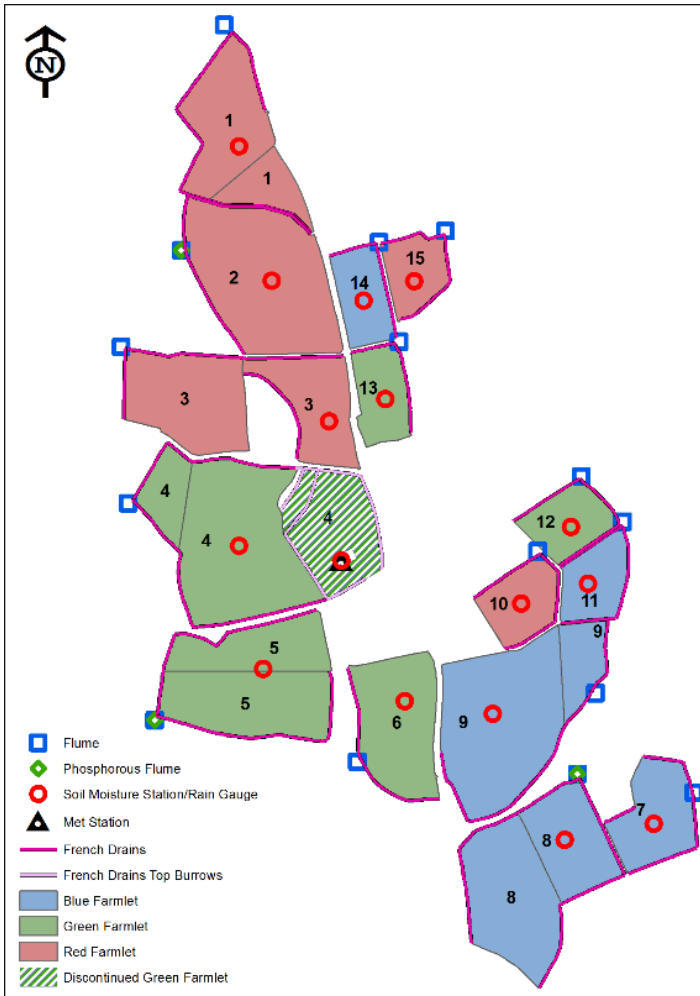 N
1
1
2
14
15
3
3
13
4
4
4
12
10
11
9
5
5
6
9
7
8
8
Flume
Phosphorous Flume
Soil Moisture Station/Rain Gauge
Met Station
French Drains
French Drains Top Burrows
Blue Farmlet
Green Farmlet
Red Farmlet
Discontinued Green Farmlet